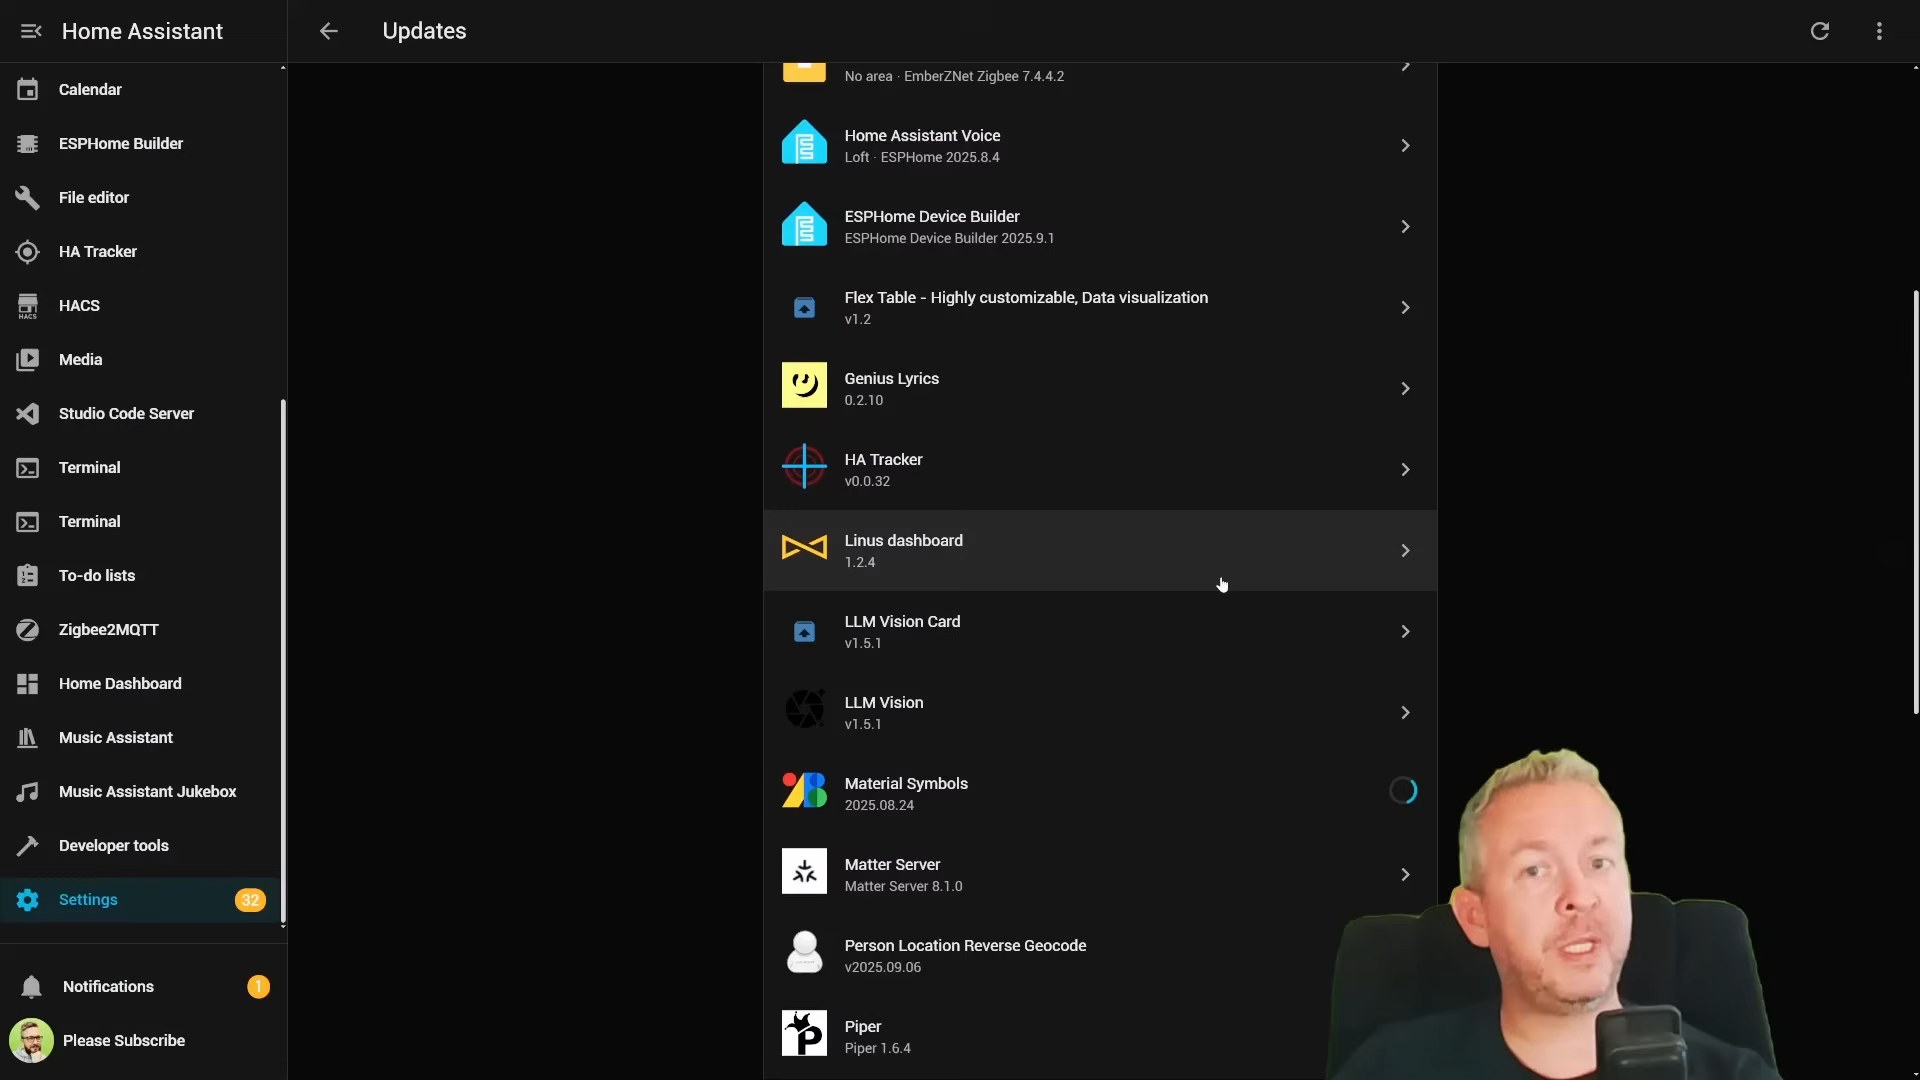 Home Assistant
Updates
Calendar
ESPHome Builder
File editor
HA Tracker
HACS
HACS
Media
Studio Code Server
Terminal
Terminal
To-do lists
Zigbee2MQTT
Home Dashboard
Music Assistant
Music Assistant Jukebox
Developer tools
Settings
32
Notifications
1
Please Subscribe
No area · EmberZNet Zigbee 7.4.4.2
Home Assistant Voice
Loft · ESPHome 2025.8.4
ESPHome Device Builder
ESPHome Device Builder 2025.9.1
Flex Table - Highly customizable, Data visualization
v1.2
Genius Lyrics
0.2.10
HA Tracker
v0.0.32
Linus dashboard
1.2.4
LLM Vision Card
v1.5.1
LLM Vision
v1.5.1
Material Symbols
2025.08.24
Matter Server
Matter Server 8.1.0
Person Location Reverse Geocode
v2025.09.06
P
Piper
Piper 1.6.4